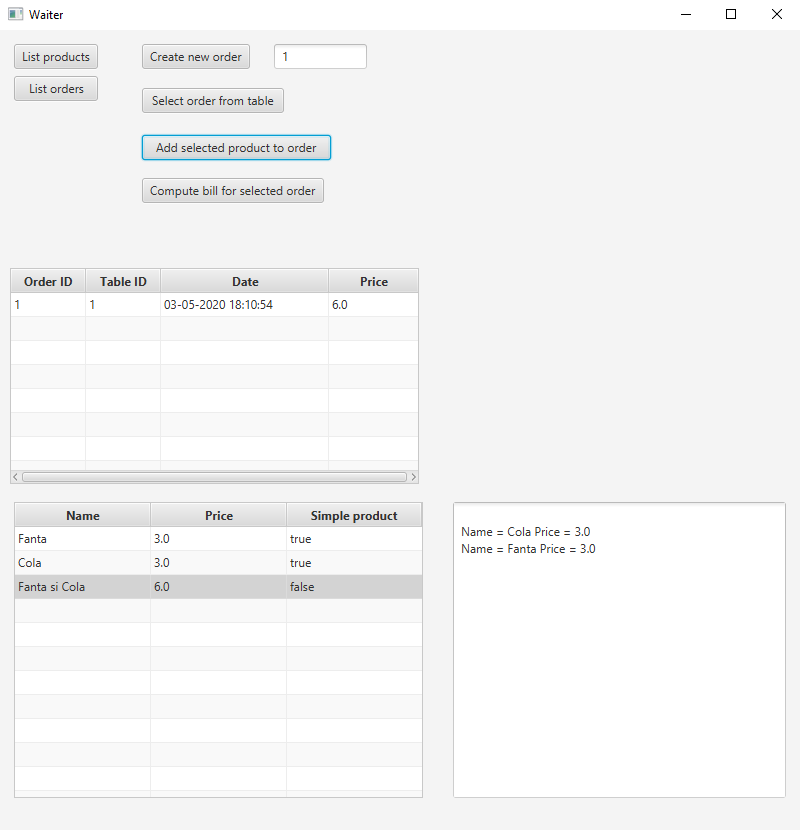 Waiter
List products
Create new order
1
List orders
Select order from table
Add selected product to order
Compute bill for selected order
Order ID Table ID Date Price
1 1 03-05-2020 18:10:54 6.0
Name Price Simple product
Fanta 3.0 true
Cola 3.0 true
Fanta si Cola 6.0 false
Name = Cola Price = 3.0
Name = Fanta Price = 3.0